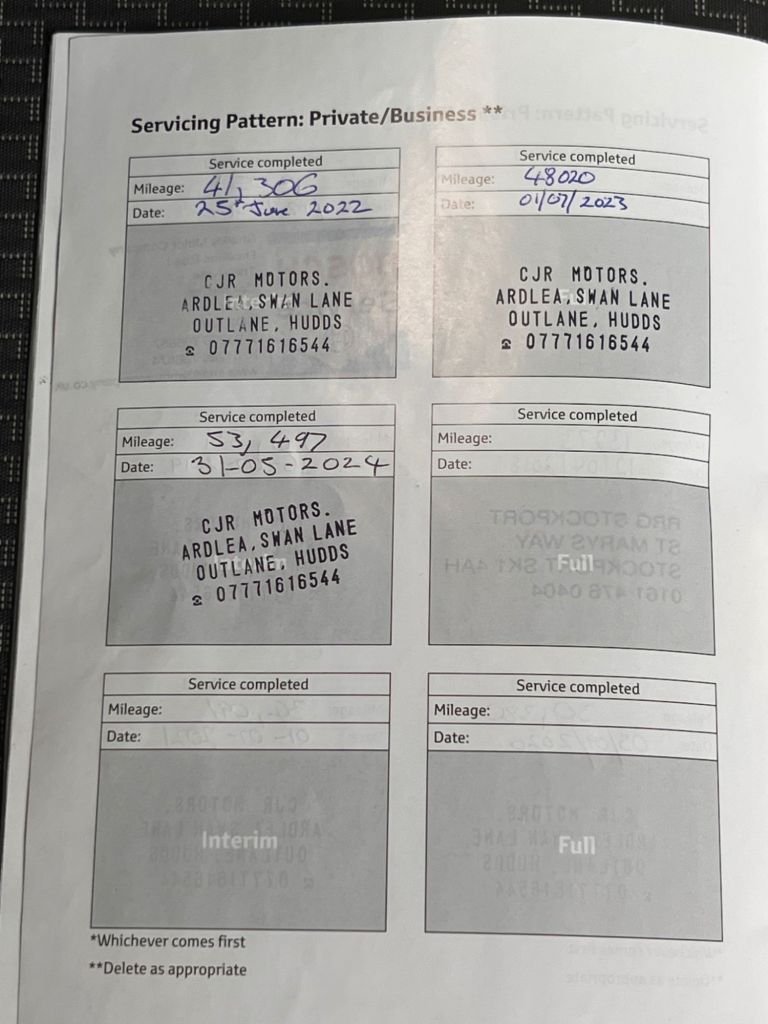 Servicing Pattern: Private/Business **
Service completed
Mileage: 41,306
Date: 25th June 2022
CJR MOTORS.
ARDLEA, SWAN LANE
OUTLANE, HUDDS
☎ 07771616544
Service completed
Mileage: 48020
Date: 01/07/2023
CJR MOTORS.
ARDLEA, SWAN LANE
OUTLANE, HUDDS
☎ 07771616544
Service completed
Mileage: 53,497
Date: 31-05-2024
CJR MOTORS.
ARDLEA, SWAN LANE
OUTLANE, HUDDS
☎ 07771616544
Service completed
Mileage:
Date:
Full
Service completed
Mileage:
Date:
Interim
Service completed
Mileage:
Date:
Full
*Whichever comes first
**Delete as appropriate